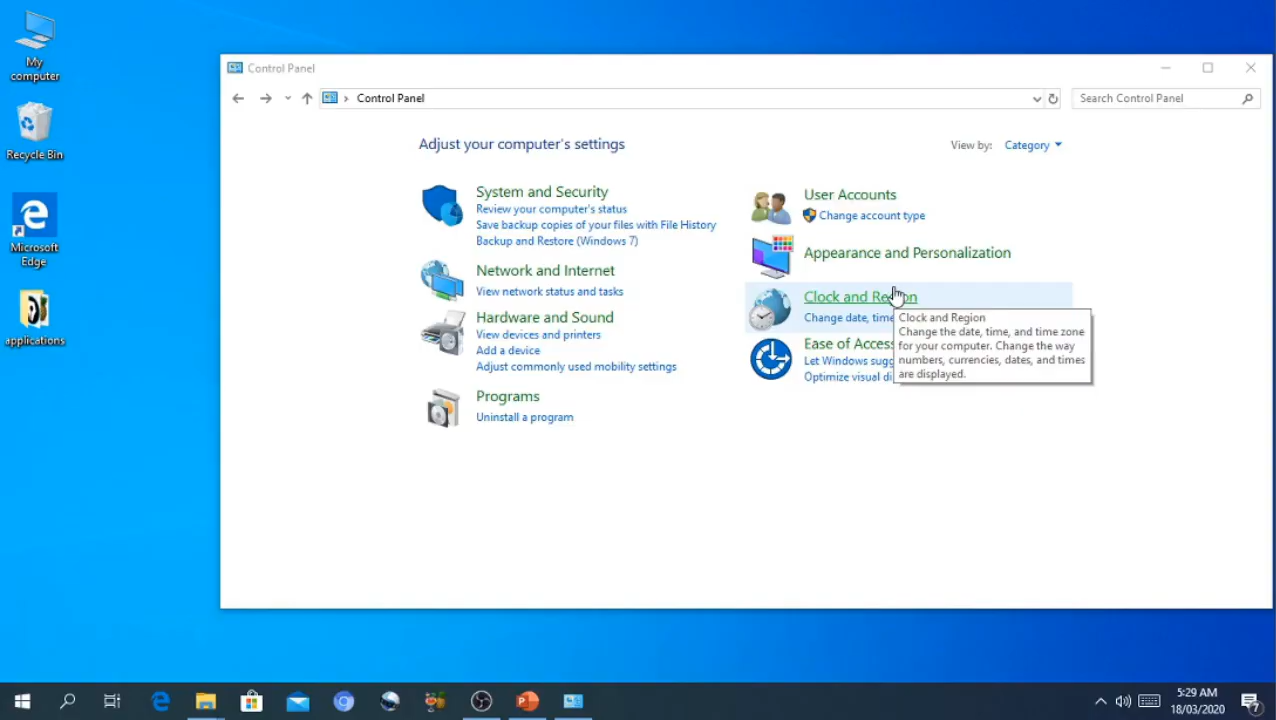 My
computer
Recycle Bin
Microsoft
Edge
applications
Control Panel
Control Panel
Search Control Panel
Adjust your computer's settings
View by: Category
System and Security
Review your computer's status
Save backup copies of your files with File History
Backup and Restore (Windows 7)
Network and Internet
View network status and tasks
Hardware and Sound
View devices and printers
Add a device
Adjust commonly used mobility settings
Programs
Uninstall a program
User Accounts
Change account type
Appearance and Personalization
Clock and Region
Change date, time
Clock and Region
Change the date, time, and time zone
for your computer. Change the way
numbers, currencies, dates, and times
are displayed.
Ease of Access
Let Windows
Optimize visual
5:29 AM
18/03/2020
7